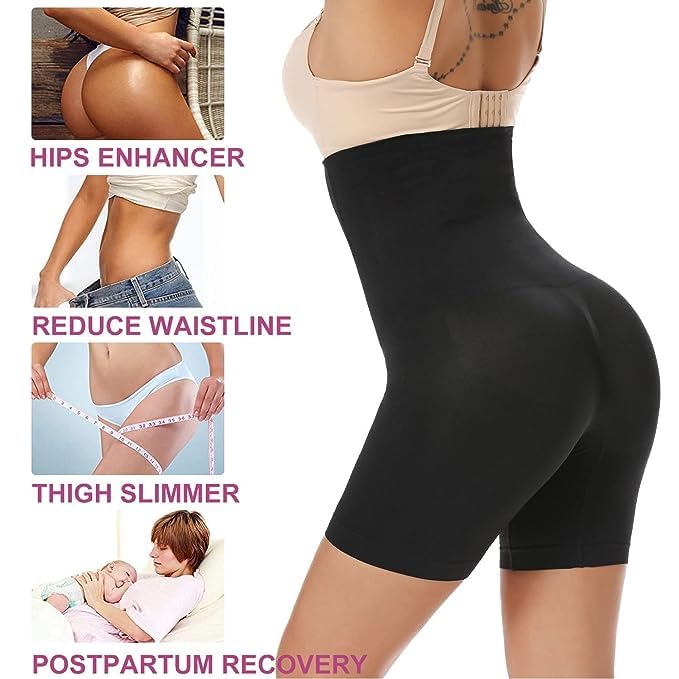 HIPS ENHANCER
REDUCE WAISTLINE
THIGH SLIMMER
POSTPARTUM RECOVERY